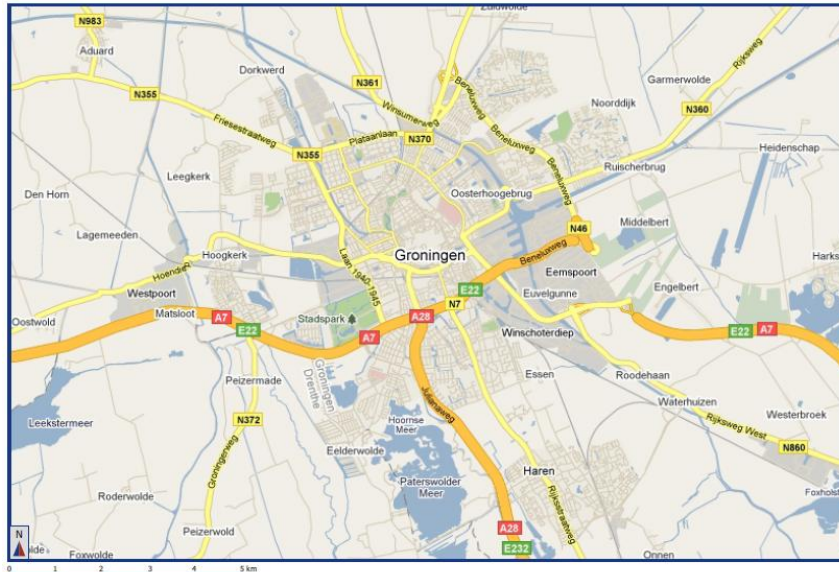 Zuidwolde
N983
Aduard
Dorkwerd
N361
Rijksweg
Garmerwolde
N355
Winsumerweg
Beneluxweg
Noorddijk
Friesestraatweg
Plataanlaan
N370
Beneluxweg
N360
N355
Heidenschap
Leegkerk
Ruischerbrug
Den Horn
Oosterhoogebrug
Beneluxweg
Lagemeeden
N46
Middelbert
Hoogkerk
Laan 1940-1945
Groningen
Beneluxweg
Harks
Hoendiep
Eemspoort
Engelbert
Westpoort
E22
Euvelgunne
Oostwold
Matsloot
A7
Stadspark
A28
N7
E22
A7
A7
E22
Winschoterdiep
Peizermade
Groningen
Drenthe
Essen
Roodehaan
Julianaweg
Waterhuizen
Westerbroek
Leekstermeer
N372
Hoornse
Meer
Rijksweg West
Groningerweg
Eelderwolde
N860
Haren
Roderwolde
Paterswolder
Meer
Rijksstraatweg
Foxhols
Peizerwold
A28
N
olde
Foxwolde
E232
Onnen
0 1 2 3 4 5 km